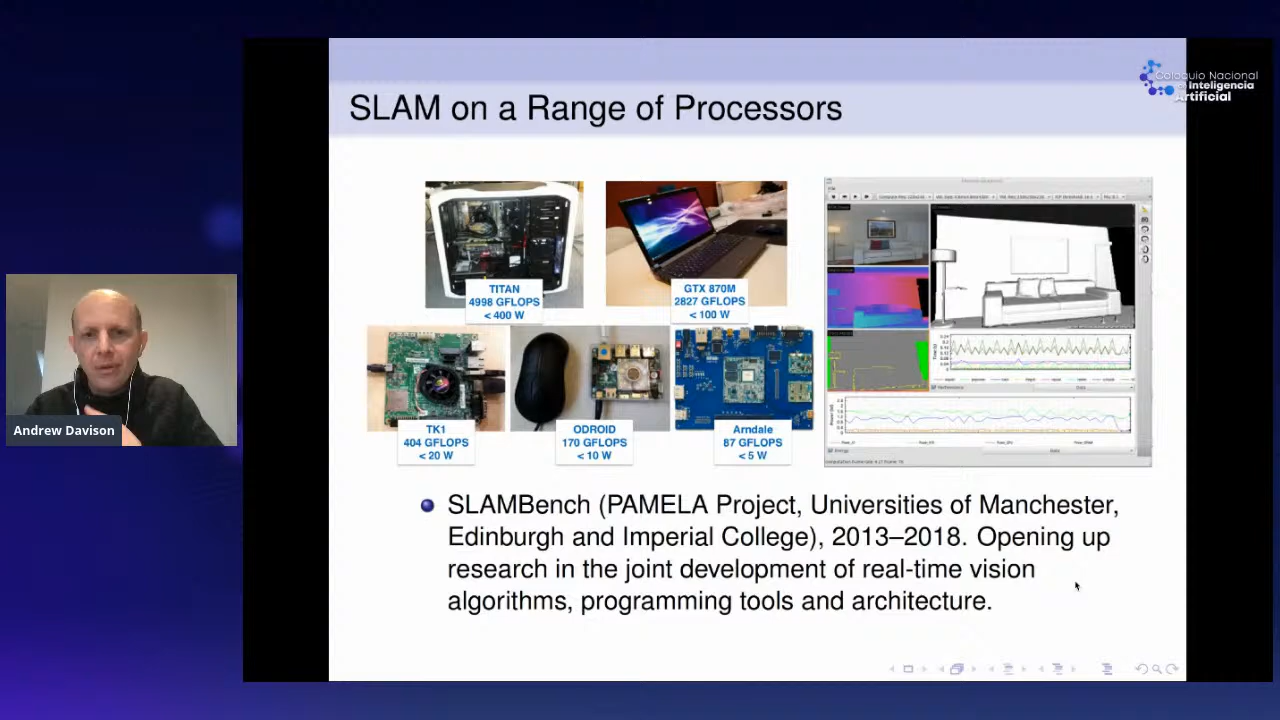 SLAM on a Range of Processors
Coloquio Nacional
de Inteligencia
Artificial
TITAN
4998 GFLOPS
< 400 W
GTX 870M
2827 GFLOPS
< 100 W
TK1
404 GFLOPS
< 20 W
ODROID
170 GFLOPS
< 10 W
Arndale
87 GFLOPS
< 5 W
Andrew Davison
SLAMBench (PAMELA Project, Universities of Manchester,
Edinburgh and Imperial College), 2013–2018. Opening up
research in the joint development of real-time vision
algorithms, programming tools and architecture.